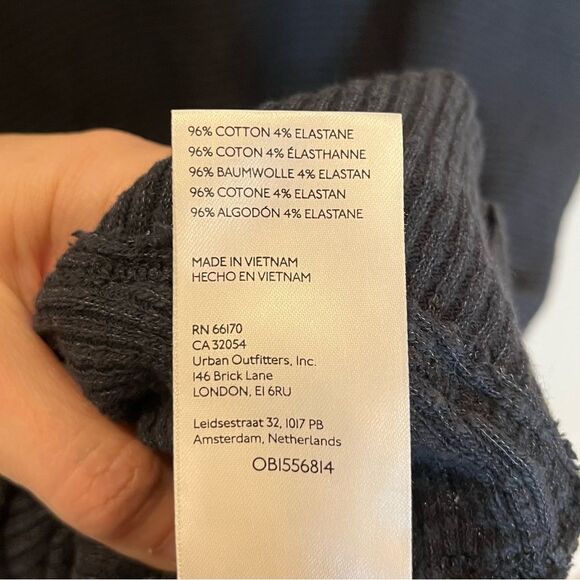 96% COTTON 4% ELASTANE
96% COTON 4% ÉLASTHANNE
96% BAUMWOLLE 4% ELASTAN
96% COTONE 4% ELASTAN
96% ALGODÓN 4% ELASTANE
MADE IN VIETNAM
HECHO EN VIETNAM
RN 66170
CA 32054
Urban Outfitters, Inc.
146 Brick Lane
LONDON, E1 6RU
Leidsestraat 32, 1017 PB
Amsterdam, Netherlands
OB1556814